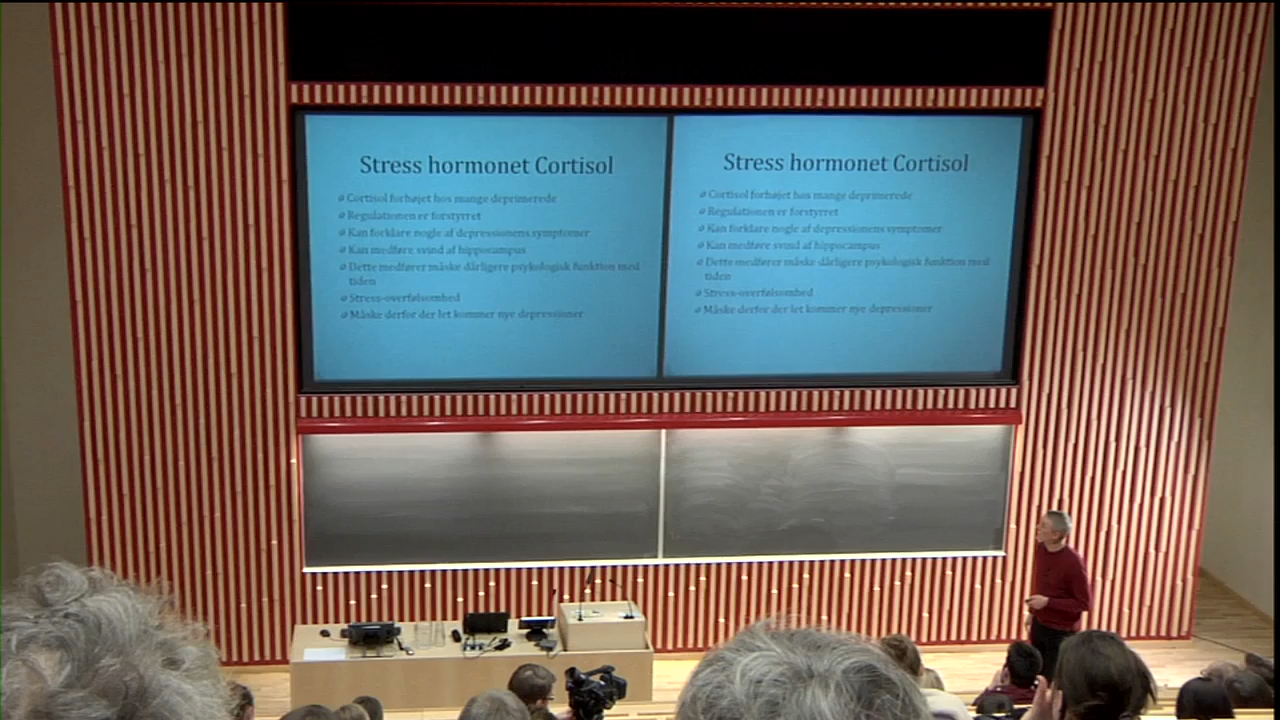 Stress hormonet Cortisol
Cortisol forhøjet hos mange deprimerede
Regulationen er forstyrret
Kan forklare nogle af depressionens symptomer
Kan medføre svind af hippocampus
Dette medfører måske dårligere psykologisk funktion med
tiden
Stress-overfølsomhed
Måske derfor der let kommer nye depressioner
Stress hormonet Cortisol
Cortisol forhøjet hos mange deprimerede
Regulationen er forstyrret
Kan forklare nogle af depressionens symptomer
Kan medføre svind af hippocampus
Dette medfører måske dårligere psykologisk funktion med
tiden
Stress-overfølsomhed
Måske derfor der let kommer nye depressioner